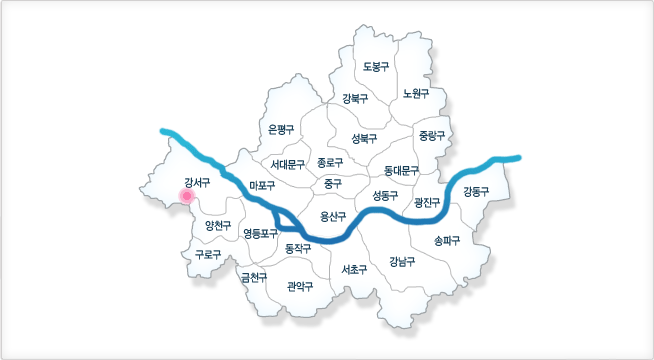 도봉구
노원구
강북구
은평구
성북구
중랑구
서대문구
종로구
동대문구
강서구
마포구
중구
성동구
광진구
강동구
양천구
영등포구
용산구
송파구
구로구
동작구
금천구
관악구
서초구
강남구